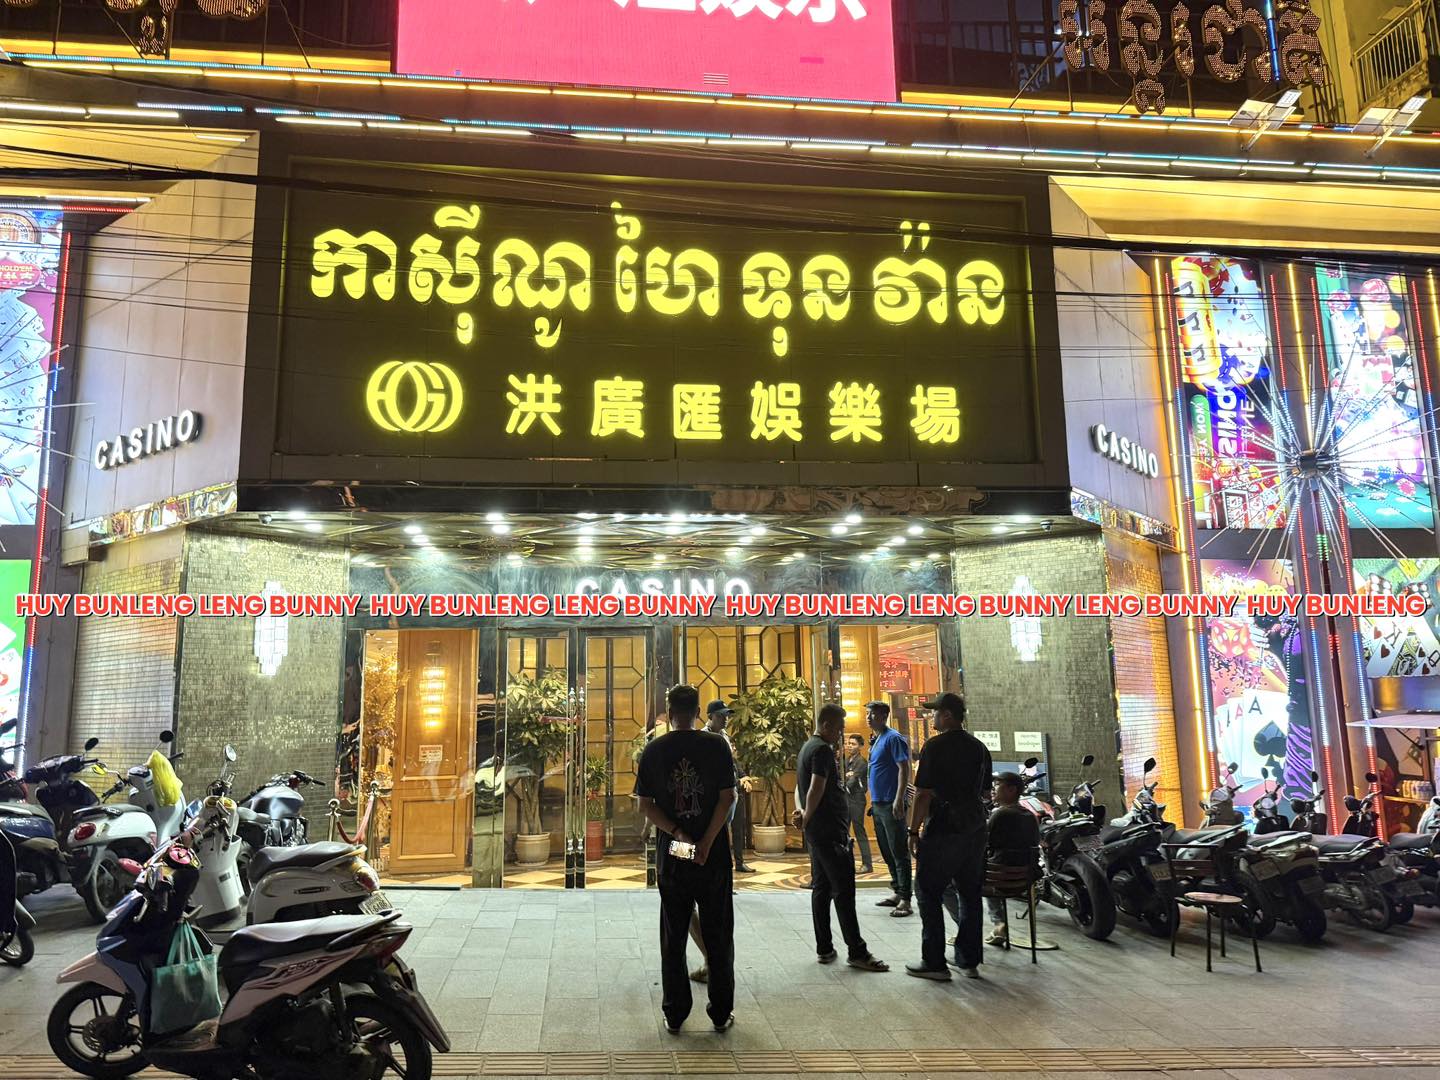 កាស៊ីណូ ហៃ ទុន វ៉ាន
洪廣匯娛樂場
CASINO
CASINO
CASINO
HUY BUNLENG LENG BUNNY HUY BUNLENG LENG BUNNY HUY BUNLENG LENG BUNNY LENG BUNNY HUY BUNLENG